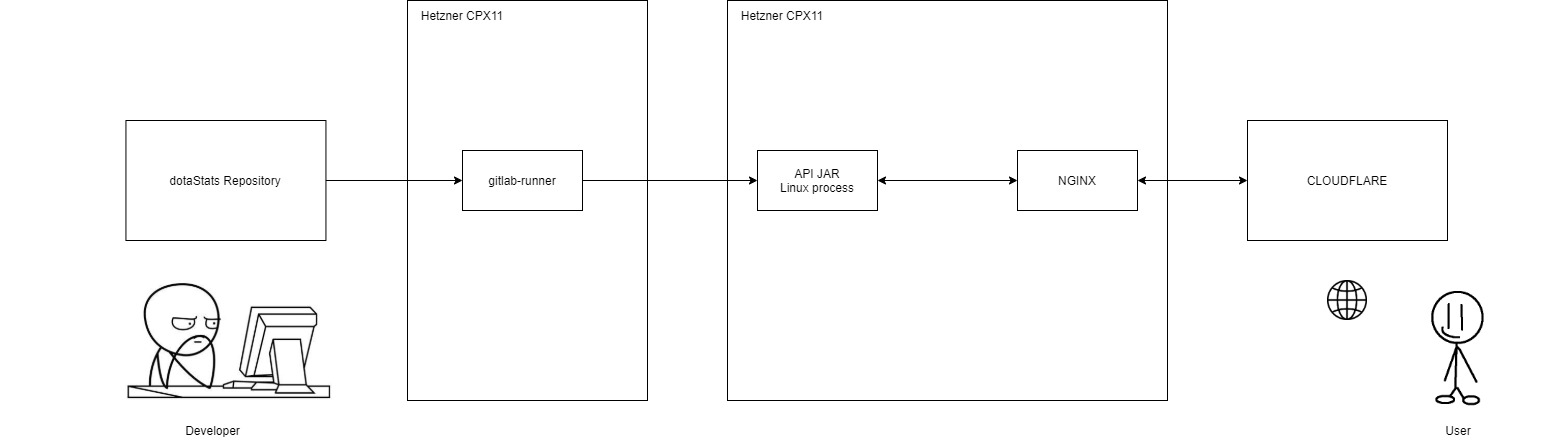 Hetzner CPX11
Hetzner CPX11
dotaStats Repository
gitlab-runner
API JAR
Linux process
NGINX
CLOUDFLARE
Developer
User